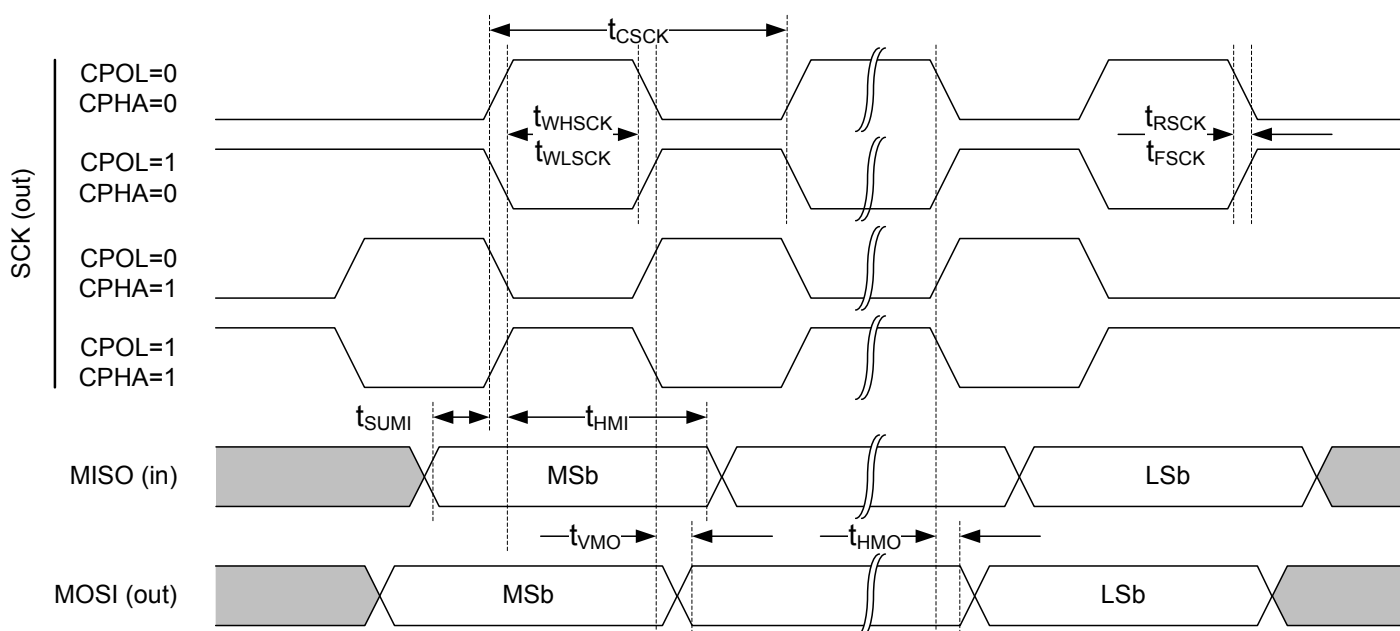 tCSCK
SCK (out)
CPOL=0
CPHA=0
tWHSCK
tWLSCK
tRSCK
tFSCK
CPOL=1
CPHA=0
CPOL=0
CPHA=1
CPOL=1
CPHA=1
tSUMI
tHMI
MISO (in)
MSb
LSb
tVMO
tHMO
MOSI (out)
MSb
LSb